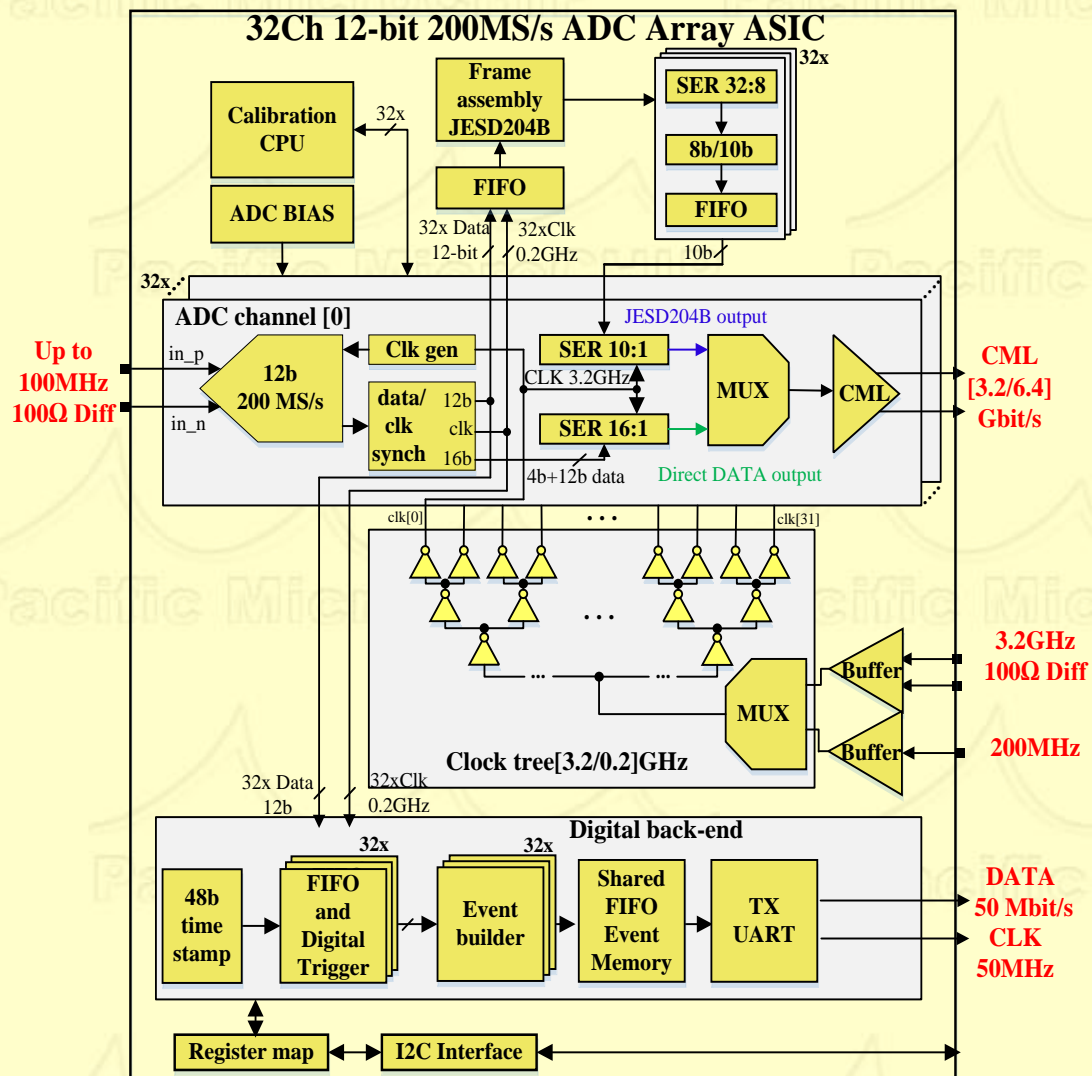 32Ch 12-bit 200MS/s ADC Array ASIC
Calibration
CPU
32x
ADC BIAS
Frame
assembly
JESD204B
FIFO
32x Data
12-bit
32xClk
0.2GHz
32x
SER 32:8
8b/10b
FIFO
10b
32x
ADC channel [0]
Up to
100MHz
100Ω Diff
in_p
in_n
12b
200 MS/s
Clk gen
data/
clk
synch
12b
clk
16b
JESD204B output
SER 10:1
CLK 3.2GHz
SER 16:1
4b+12b data
Direct DATA output
MUX
CML
CML
[3.2/6.4]
Gbit/s
clk[0]
...
clk[31]
...
...
...
MUX
Buffer
Buffer
3.2GHz
100Ω Diff
200MHz
Clock tree[3.2/0.2]GHz
32x Data
12b
32xClk
0.2GHz
Digital back-end
48b
time
stamp
32x
FIFO
and
Digital
Trigger
32x
Event
builder
Shared
FIFO
Event
Memory
TX
UART
DATA
50 Mbit/s
CLK
50MHz
Register map
I2C Interface